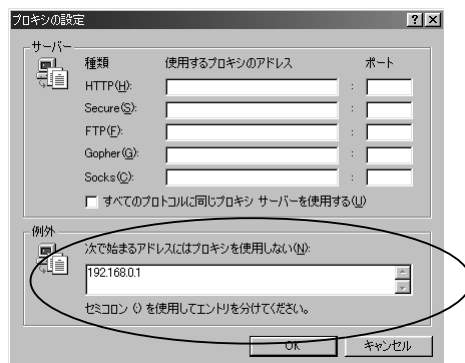 プロキシの設定
サーバー
種類 使用するプロキシのアドレス ポート
HTTP(H): :
Secure(S): :
FTP(F): :
Gopher(G): :
Socks(C): :
すべてのプロトコルに同じプロキシ サーバーを使用する(U)
例外
次で始まるアドレスにはプロキシを使用しない(N):
192.168.0.1
セミコロン (;) を使用してエントリを分けてください。
OK キャンセル